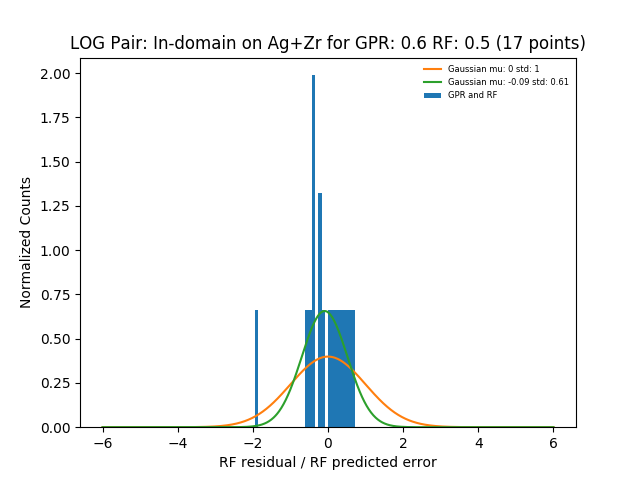 LOG Pair: In-domain on Ag+Zr for GPR: 0.6 RF: 0.5 (17 points)
Gaussian mu: 0 std: 1
Gaussian mu: -0.09 std: 0.61
GPR and RF
Normalized Counts
2.00
1.75
1.50
1.25
1.00
0.75
0.50
0.25
0.00
−6 −4 −2 0 2 4 6
RF residual / RF predicted error